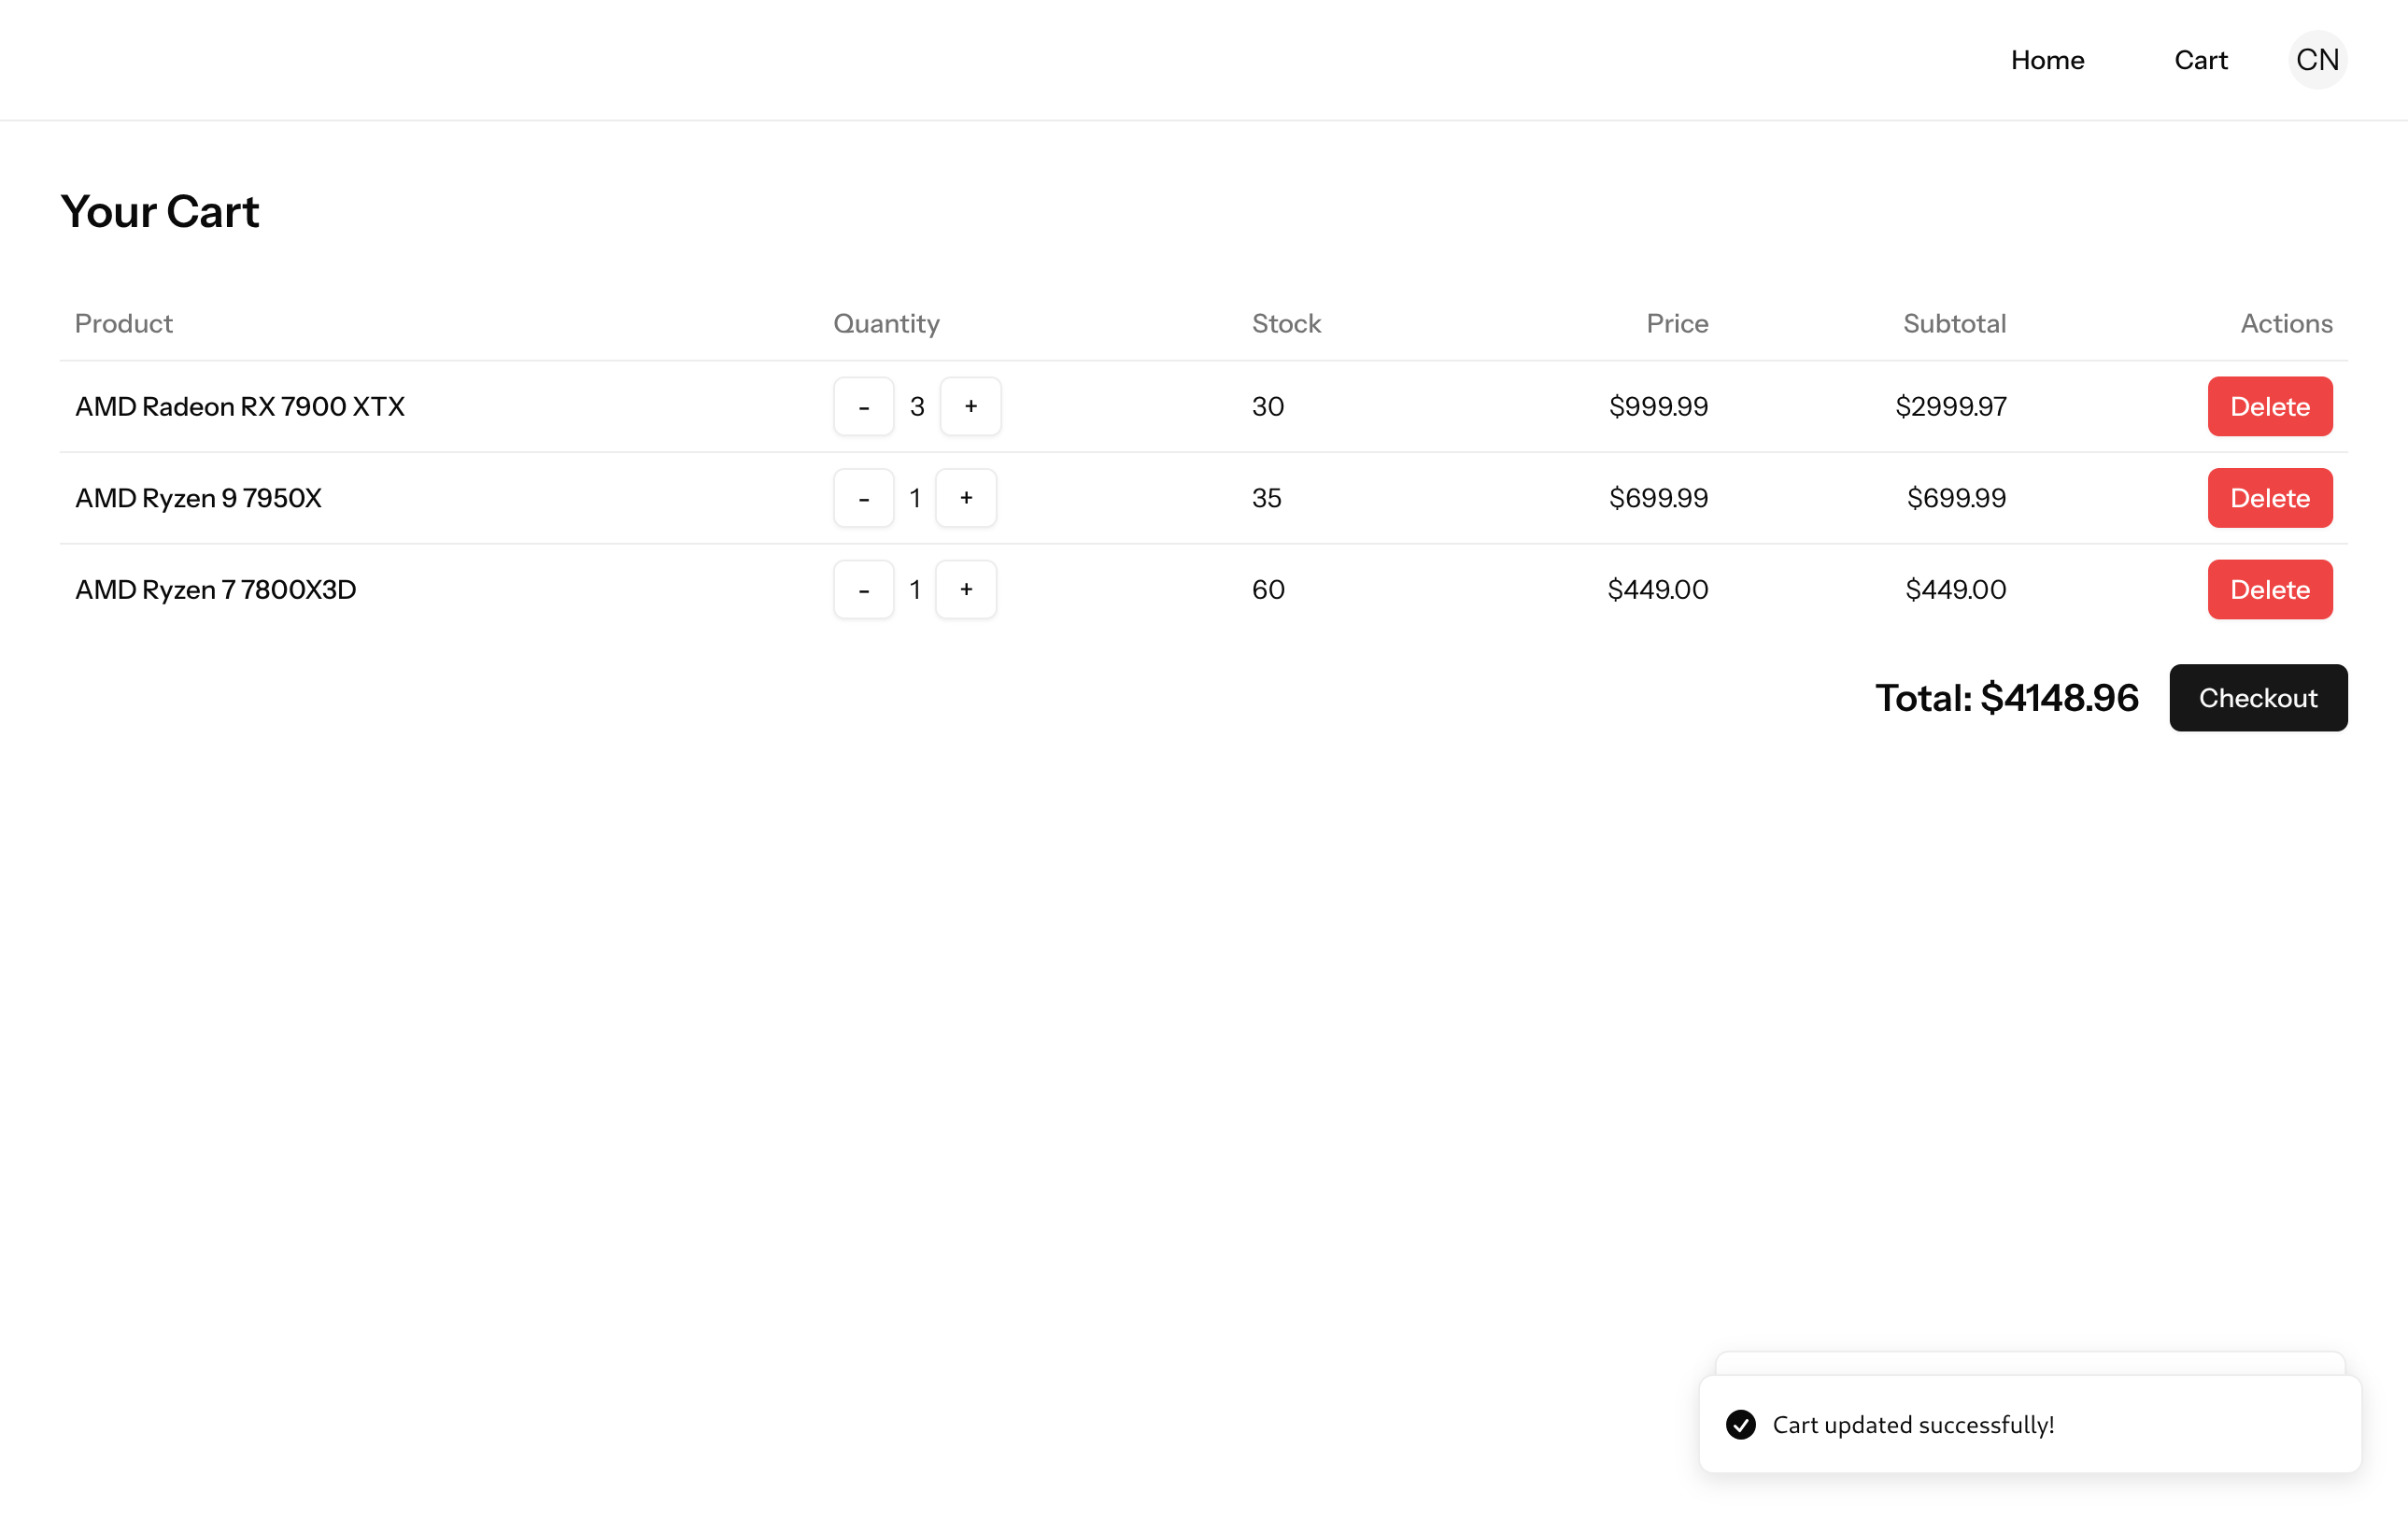 Home Cart CN
Your Cart
Product Quantity Stock Price Subtotal Actions
AMD Radeon RX 7900 XTX - 3 + 30 $999.99 $2999.97 Delete
AMD Ryzen 9 7950X - 1 + 35 $699.99 $699.99 Delete
AMD Ryzen 7 7800X3D - 1 + 60 $449.00 $449.00 Delete
Total: $4148.96 Checkout
Cart updated successfully!